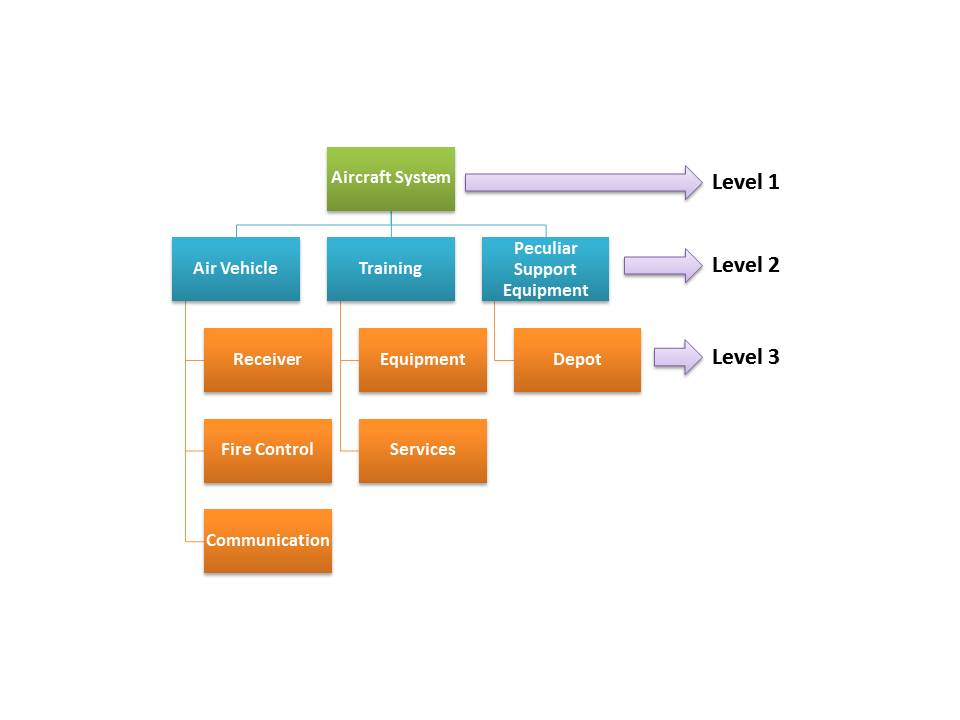 Aircraft System
Level 1
Air Vehicle
Training
Peculiar
Support
Equipment
Level 2
Receiver
Equipment
Depot
Level 3
Fire Control
Services
Communication